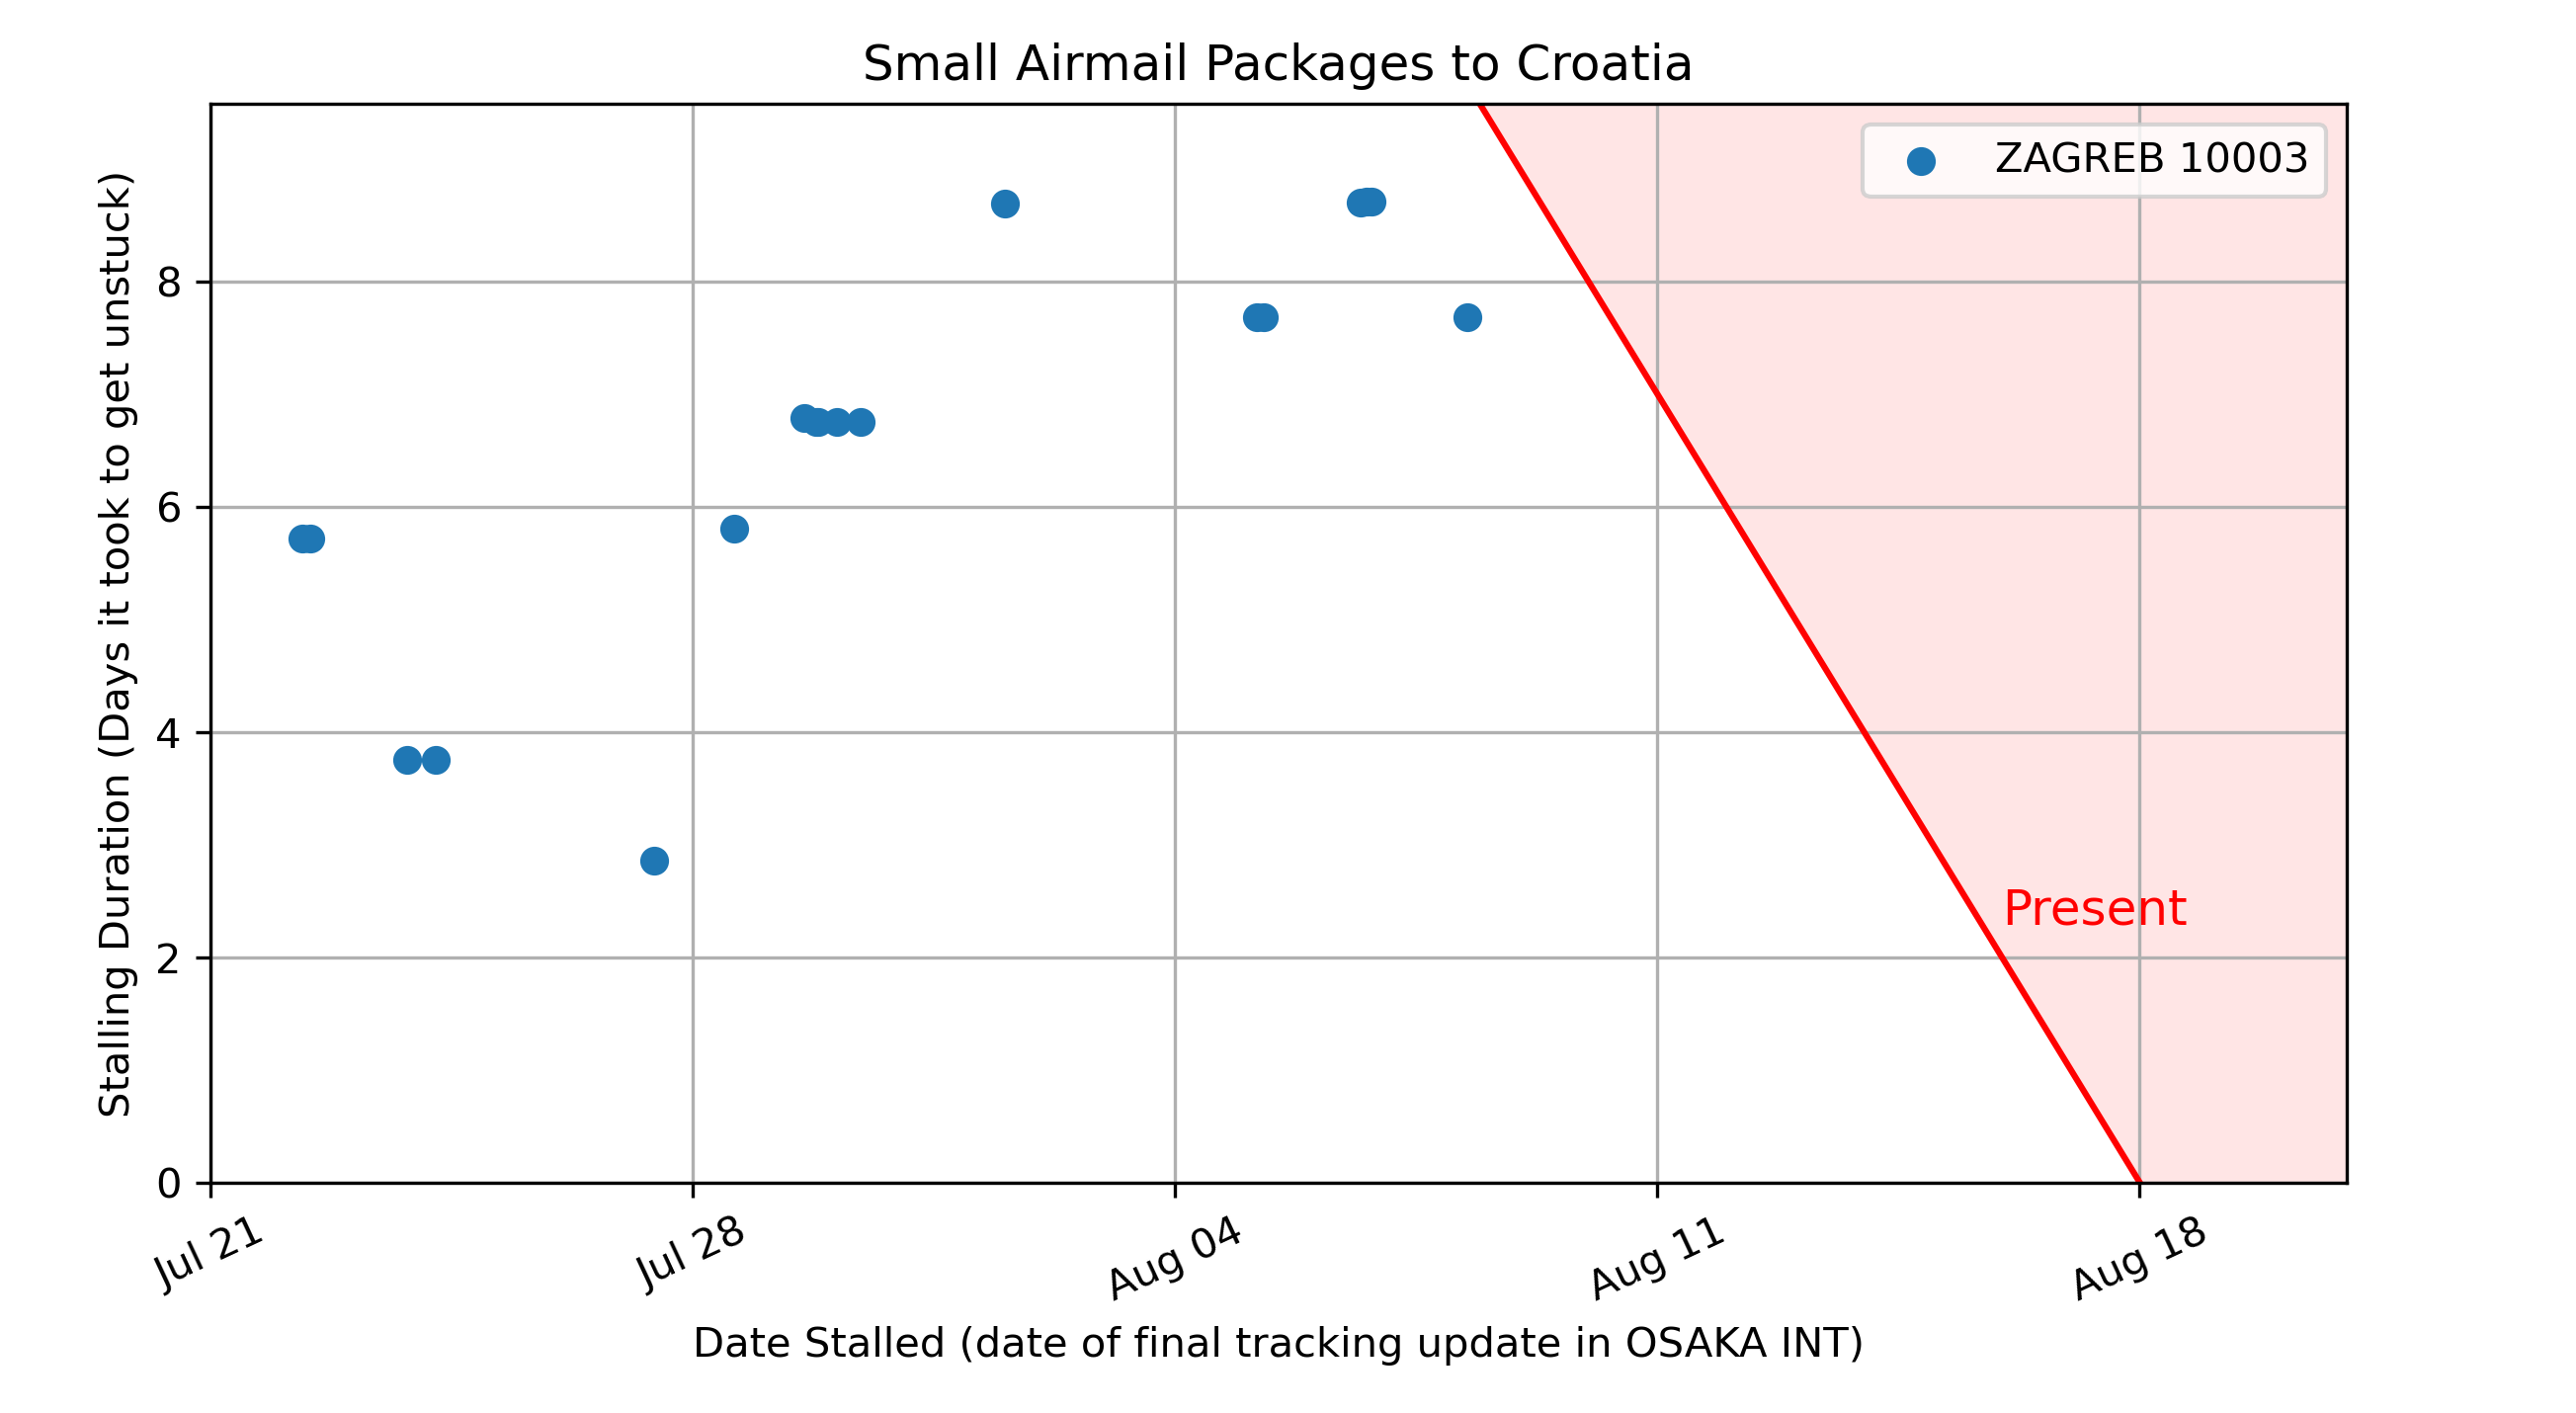 Small Airmail Packages to Croatia
ZAGREB 10003
Stalling Duration (Days it took to get unstuck)
8
6
4
2
0
Present
Jul 21
Jul 28
Aug 04
Aug 11
Aug 18
Date Stalled (date of final tracking update in OSAKA INT)